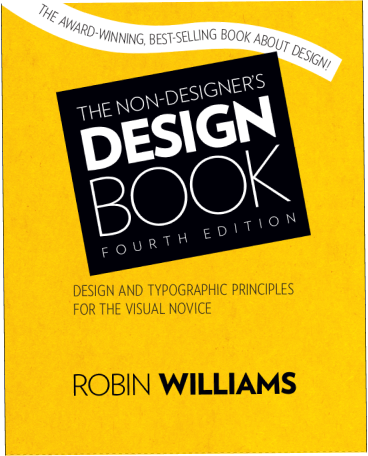 THE AWARD-WINNING, BEST-SELLING BOOK ABOUT DESIGN!
THE NON-DESIGNER'S
DESIGN
BOOK
FOURTH EDITION
DESIGN AND TYPOGRAPHIC PRINCIPLES
FOR THE VISUAL NOVICE
ROBIN WILLIAMS